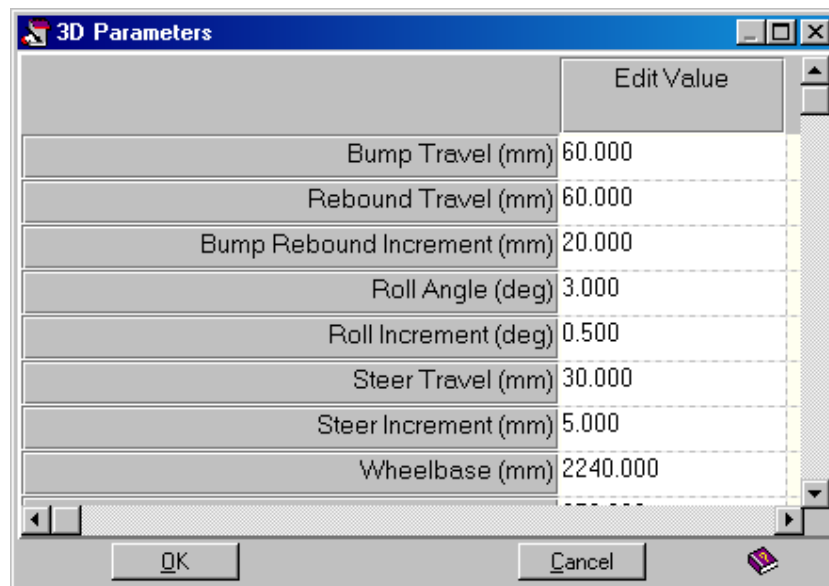 3D Parameters
Edit Value
Bump Travel (mm) 60.000
Rebound Travel (mm) 60.000
Bump Rebound Increment (mm) 20.000
Roll Angle (deg) 3.000
Roll Increment (deg) 0.500
Steer Travel (mm) 30.000
Steer Increment (mm) 5.000
Wheelbase (mm) 2240.000
OK Cancel